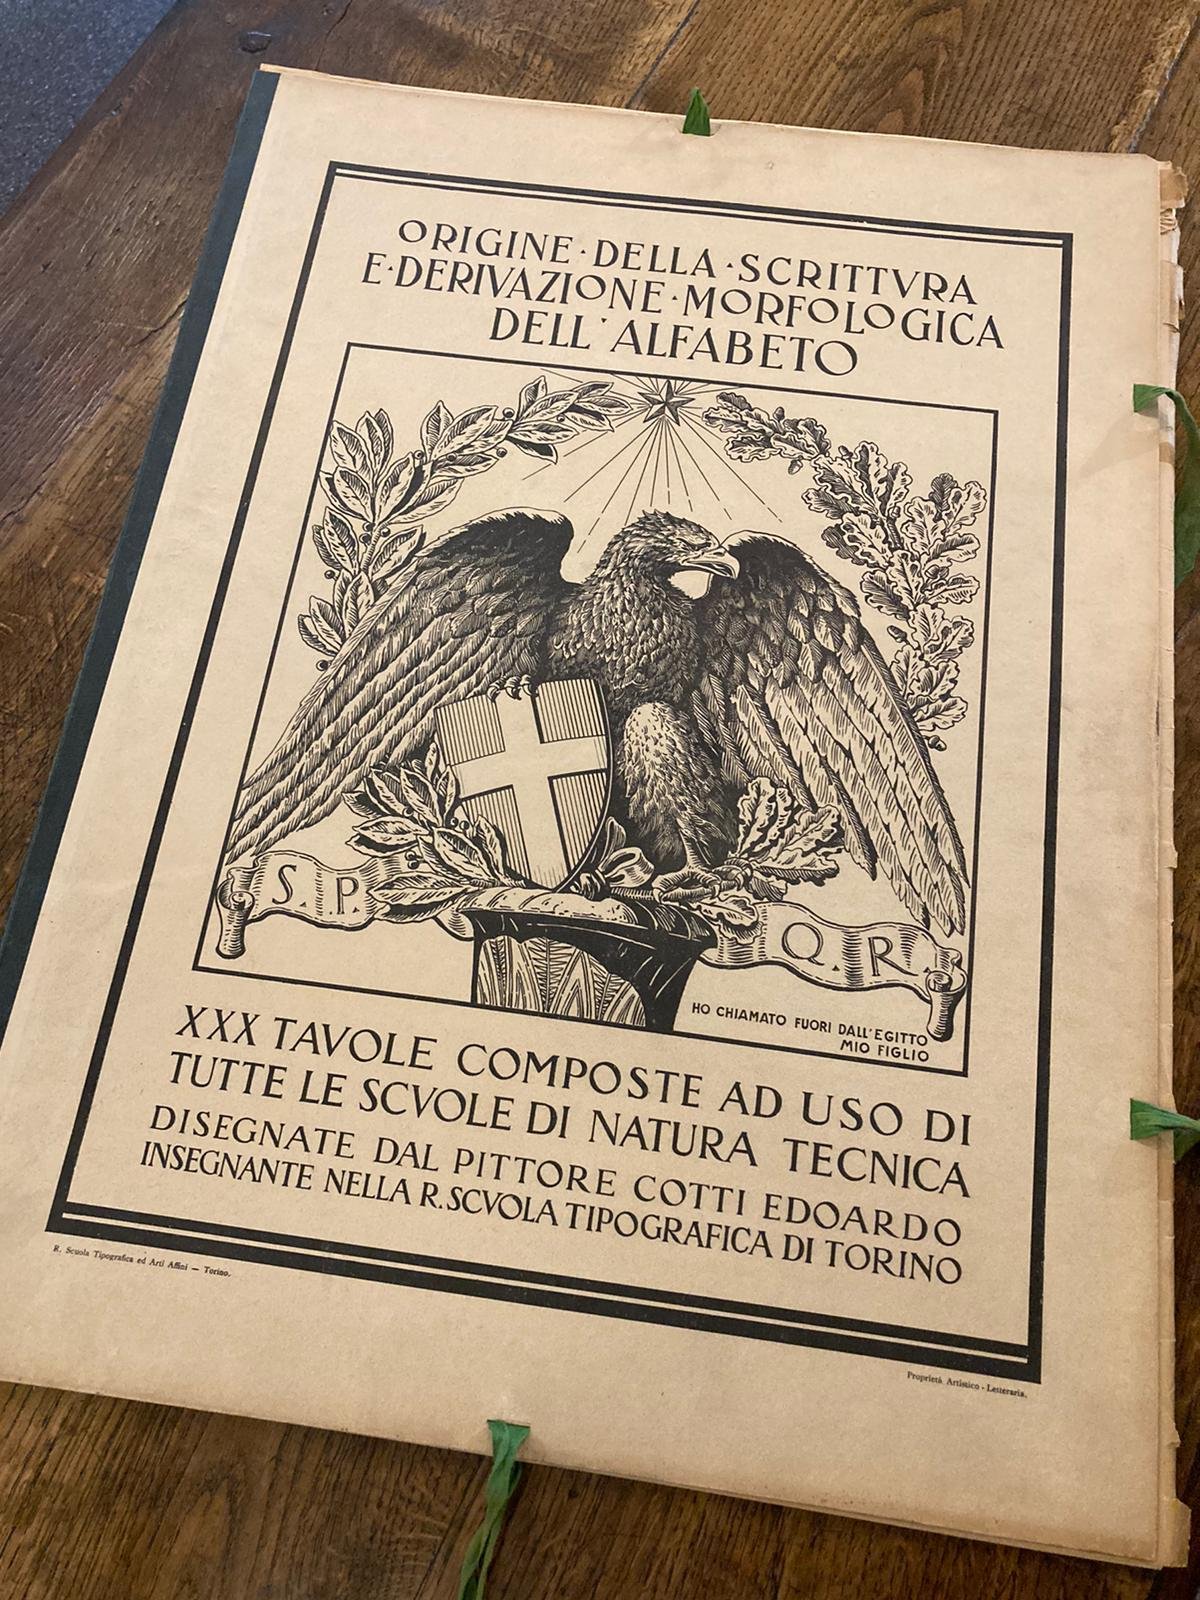 ORIGINE · DELLA · SCRITTVRA
E · DERIVAZIONE · MORFOLOGICA
DELL'ALFABETO
S. P.
Q. R.
HO CHIAMATO FUORI DALL'EGITTO
MIO FIGLIO
XXX TAVOLE COMPOSTE AD USO DI
TUTTE LE SCVOLE DI NATURA TECNICA
DISEGNATE DAL PITTORE COTTI EDOARDO
INSEGNANTE NELLA R. SCVOLA TIPOGRAFICA DI TORINO
R. Scuola Tipografica ed Arti Affini — Torino.
Proprietà Artistico - Letteraria.